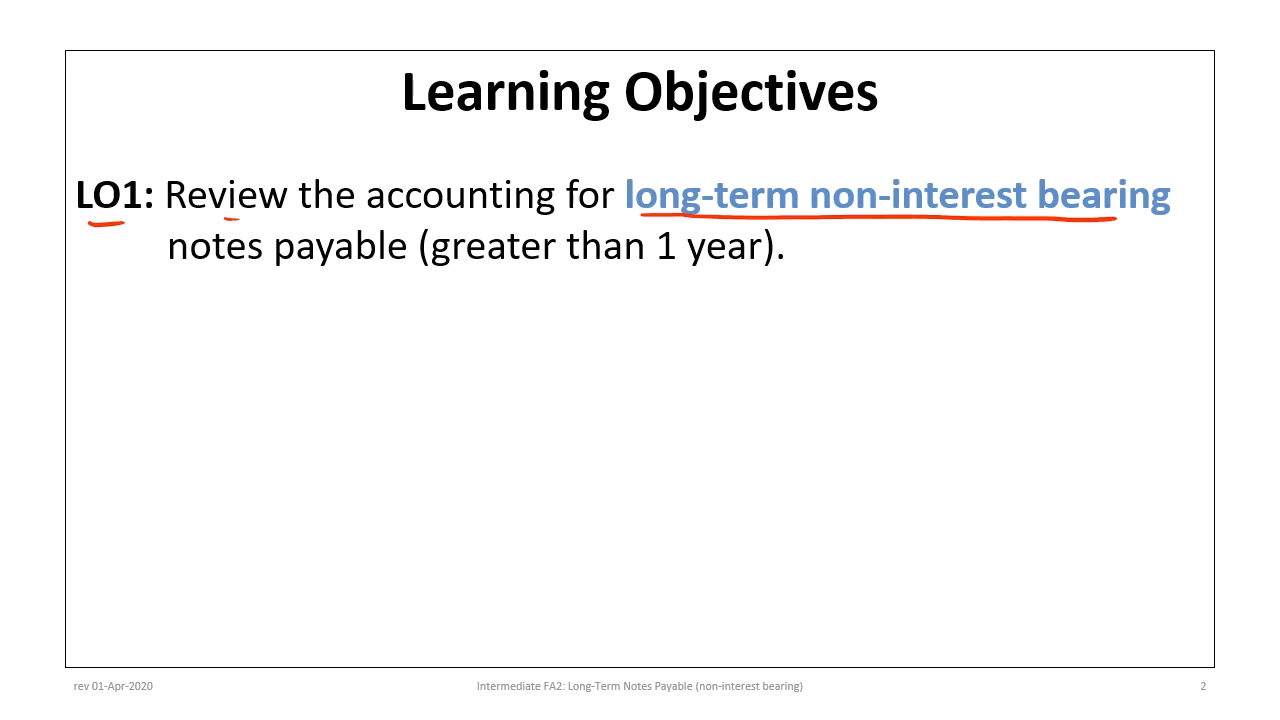 Learning Objectives
LO1: Review the accounting for long-term non-interest bearing
notes payable (greater than 1 year).
rev 01-Apr-2020
Intermediate FA2: Long-Term Notes Payable (non-interest bearing)
2